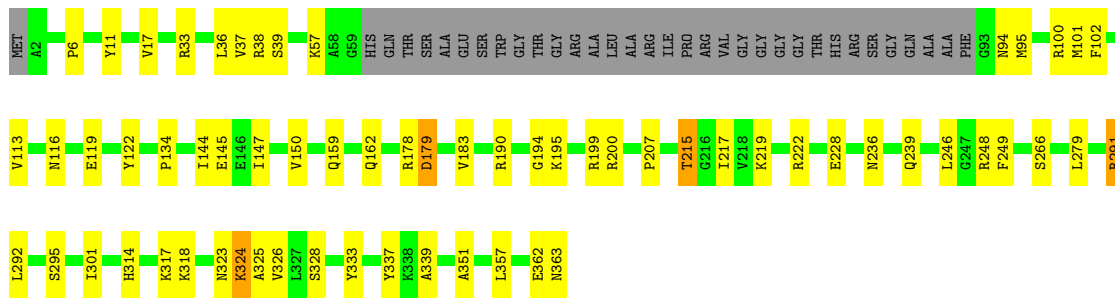 MET A2 P6 Y11 V17 R33 L36 V37 R38 S39 K57 A58 G59 HIS GLN THR SER ALA GLU SER TRP GLY THR GLY ARG ALA LEU ALA ARG ILE PRO ARG VAL GLY GLY GLY GLY THR HIS ARG SER GLY GLN ALA ALA PHE G93 N94 M95 R100 M101 F102
V113 N116 E119 Y122 P134 I144 E145 E146 I147 V150 Q159 Q162 R178 D179 V183 R190 G194 K195 R199 R200 P207 T215 G216 I217 V218 K219 R222 E228 N236 Q239 L246 G247 R248 F249 S266 L279
L292 S295 I301 H314 K317 K318 N323 K324 A325 V326 L327 S328 Y333 Y337 K338 A339 A351 L357 E362 N363